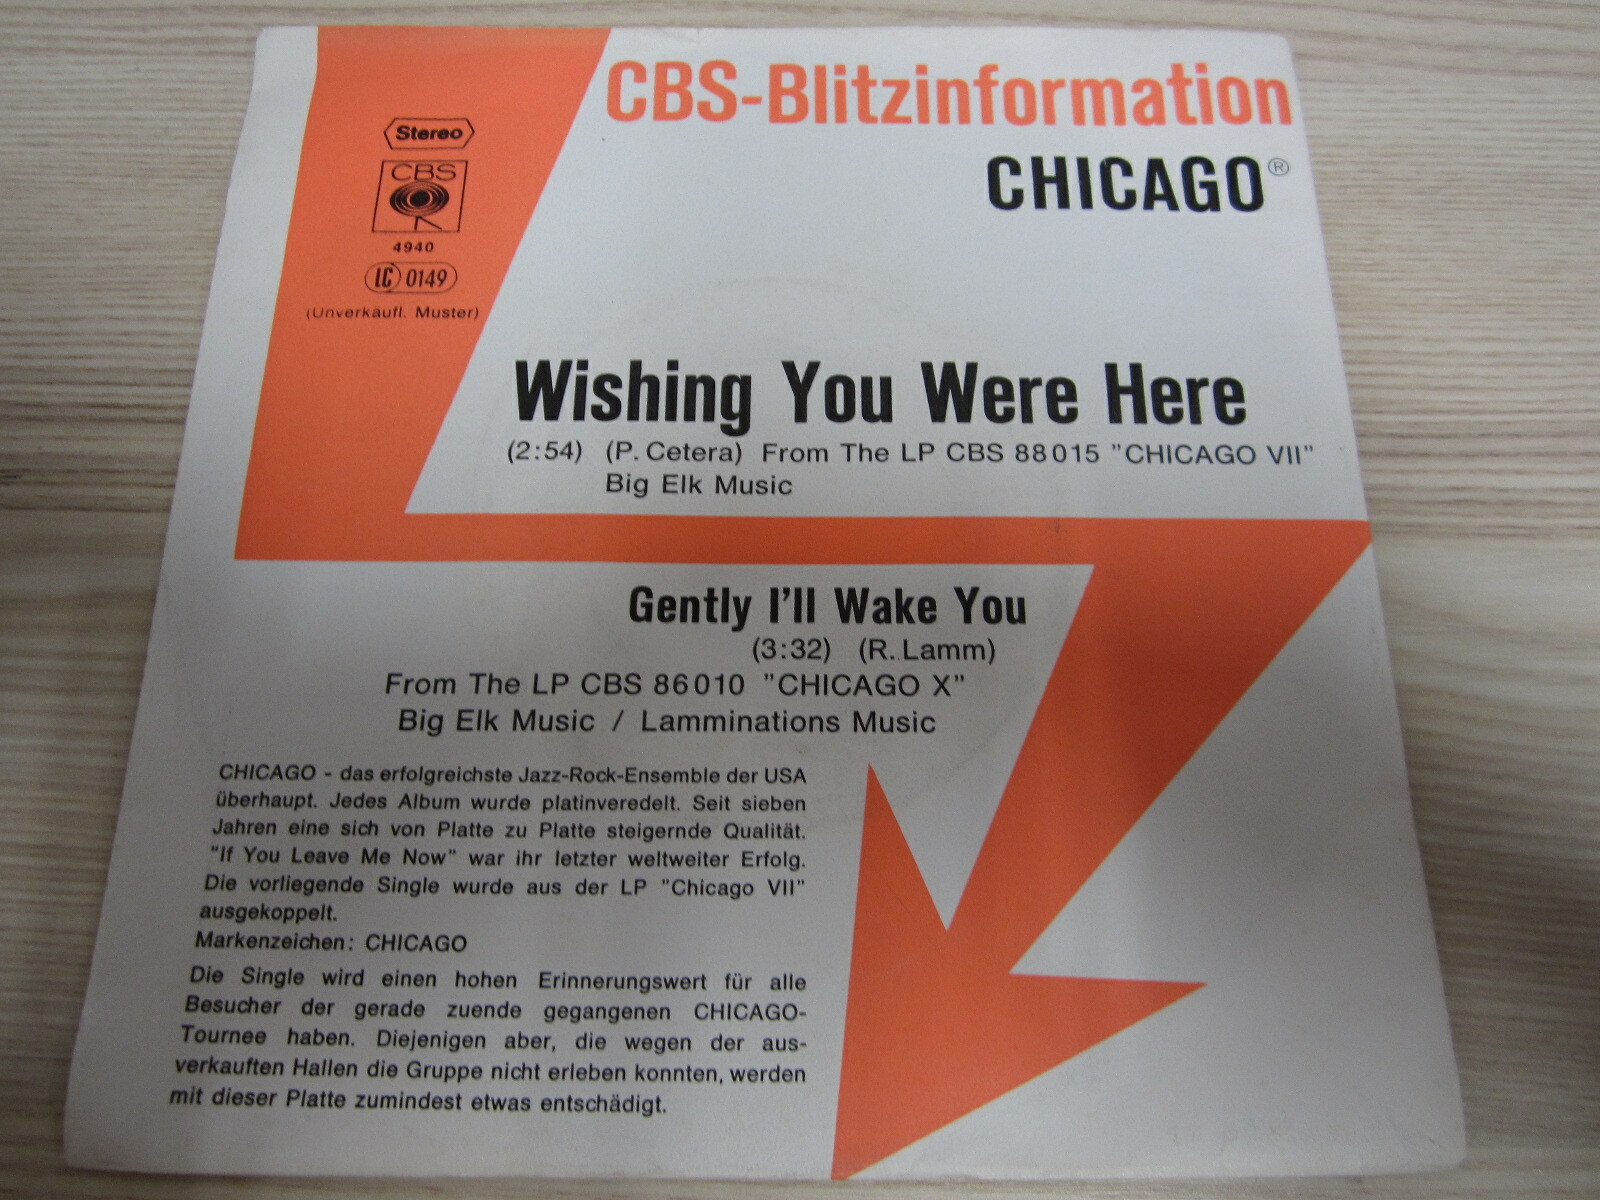 CBS-Blitzinformation
CHICAGO®
Stereo
CBS
4940
LC 0149
(Unverkäufl. Muster)
Wishing You Were Here
(2:54) (P. Cetera) From The LP CBS 88015 "CHICAGO VII"
Big Elk Music
Gently I'll Wake You
(3:32) (R. Lamm)
From The LP CBS 86010 "CHICAGO X"
Big Elk Music / Lamminations Music
CHICAGO - das erfolgreichste Jazz-Rock-Ensemble der USA
überhaupt. Jedes Album wurde platinveredelt. Seit sieben
Jahren eine sich von Platte zu Platte steigernde Qualität.
"If You Leave Me Now" war ihr letzter weltweiter Erfolg.
Die vorliegende Single wurde aus der LP "Chicago VII"
ausgekoppelt.
Markenzeichen: CHICAGO
Die Single wird einen hohen Erinnerungswert für alle
Besucher der gerade zuende gegangenen CHICAGO-
Tournee haben. Diejenigen aber, die wegen der aus-
verkauften Hallen die Gruppe nicht erleben konnten, werden
mit dieser Platte zumindest etwas entschädigt.